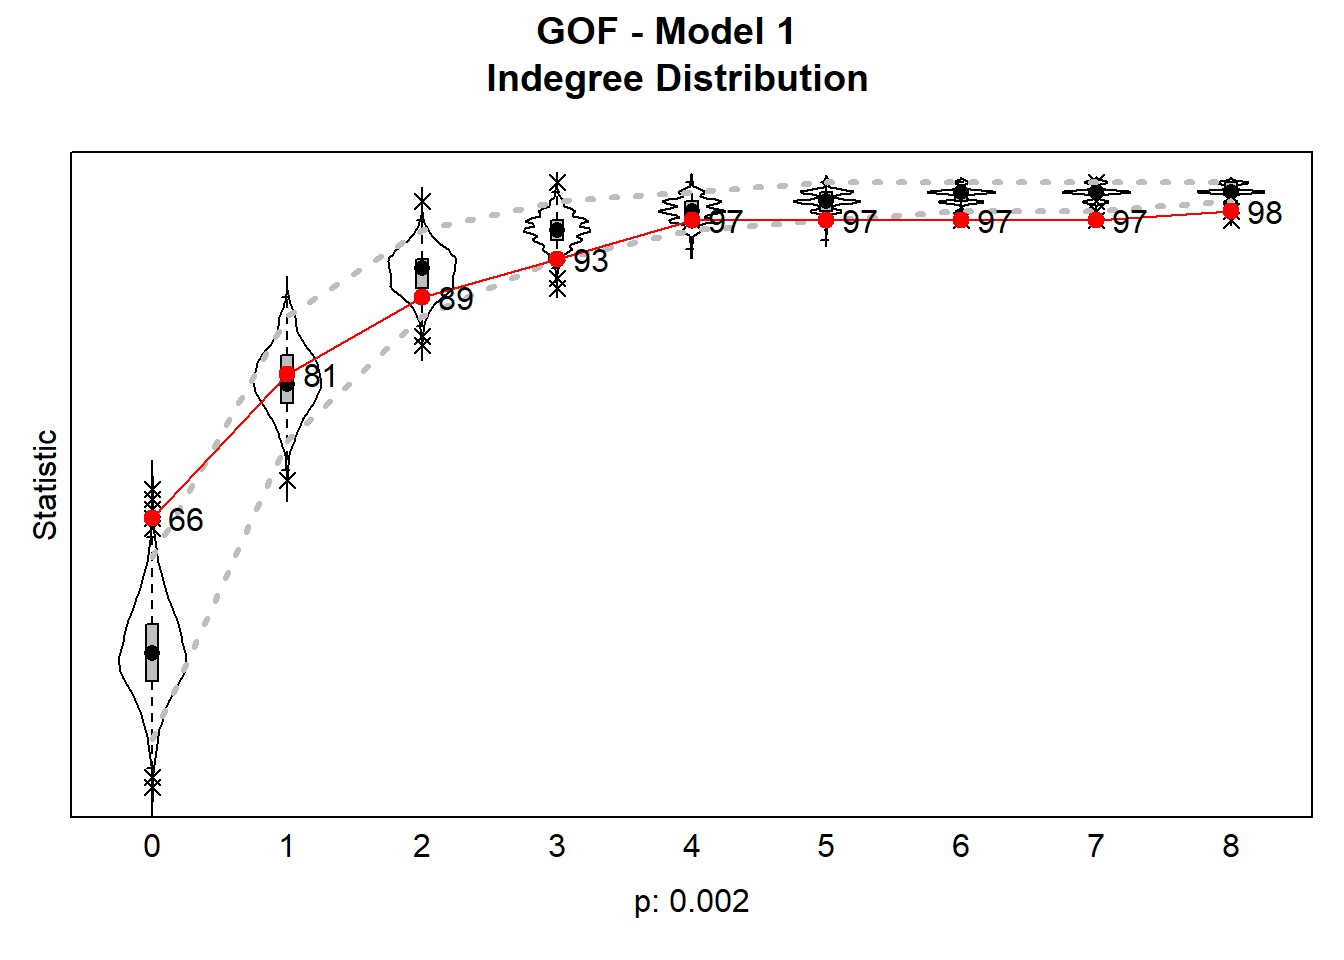 GOF - Model 1
Indegree Distribution
Statistic
66
81
89
93
97
97
97
97
98
0 1 2 3 4 5 6 7 8
p: 0.002